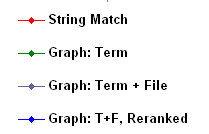 String Match
Graph: Term
Graph: Term + File
Graph: T+F, Reranked